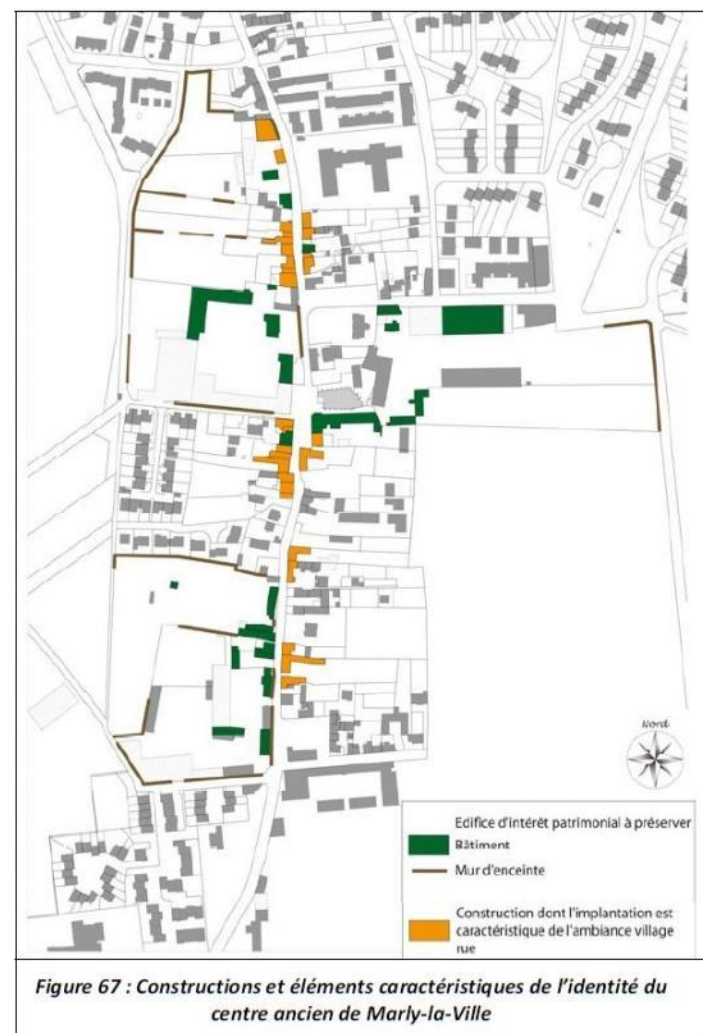 Nord
Edifice d'intérêt patrimonial à préserver
Bâtiment
Mur d'enceinte
Construction dont l'implantation est
caractéristique de l'ambiance village
rue
Figure 67 : Constructions et éléments caractéristiques de l'identité du
centre ancien de Marly-la-Ville